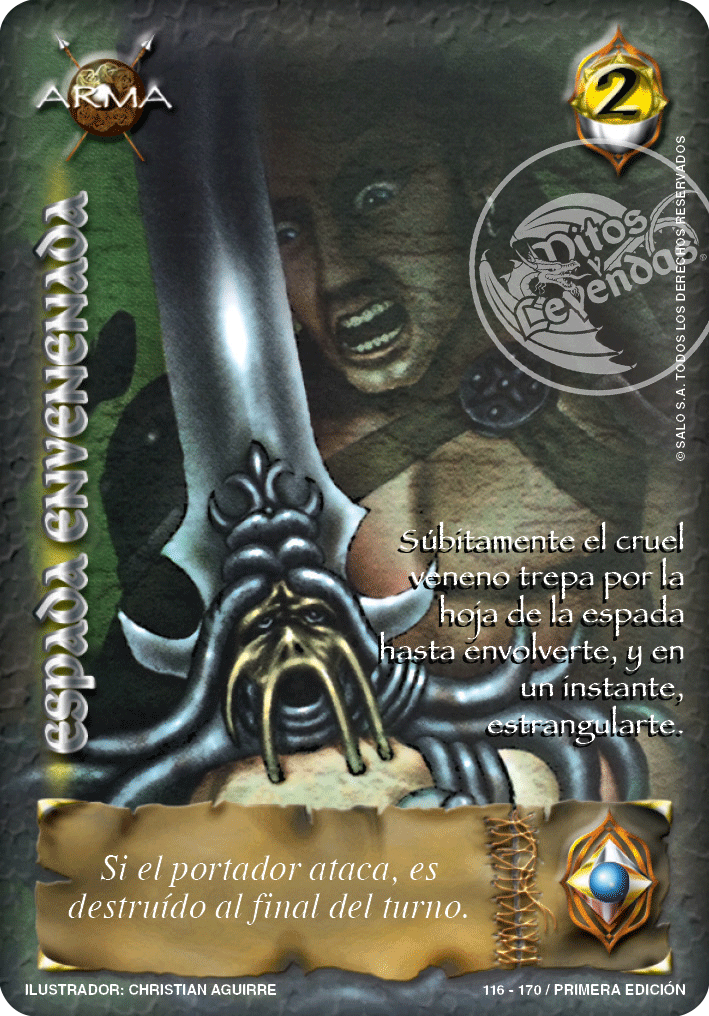 ARMA
2
Mitos
y
Leyendas
®
© SALO S.A. TODOS LOS DERECHOS RESERVADOS
ESPADA ENVENENADA
Súbitamente el cruel
veneno trepa por la
hoja de la espada
hasta envolverte, y en
un instante,
estrangularte.
Si el portador ataca, es
destruído al final del turno.
ILUSTRADOR: CHRISTIAN AGUIRRE
116 - 170 / PRIMERA EDICIÓN